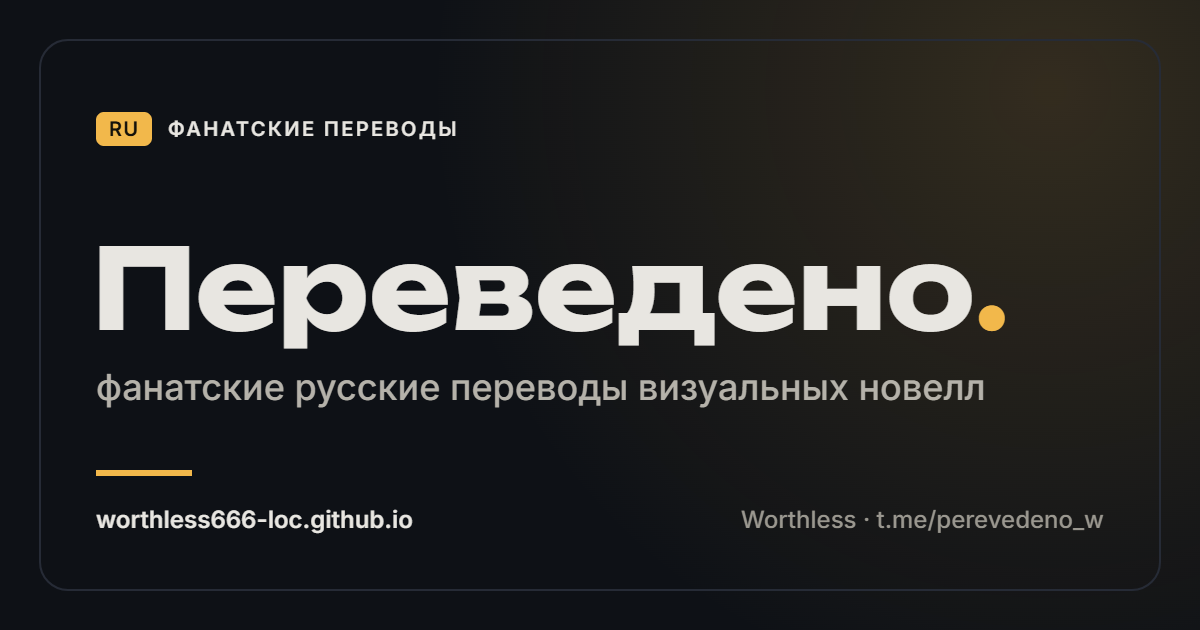 RU ФАНАТСКИЕ ПЕРЕВОДЫ
Переведено.
фанатские русские переводы визуальных новелл
worthless666-loc.github.io
Worthless · t.me/perevedeno_w